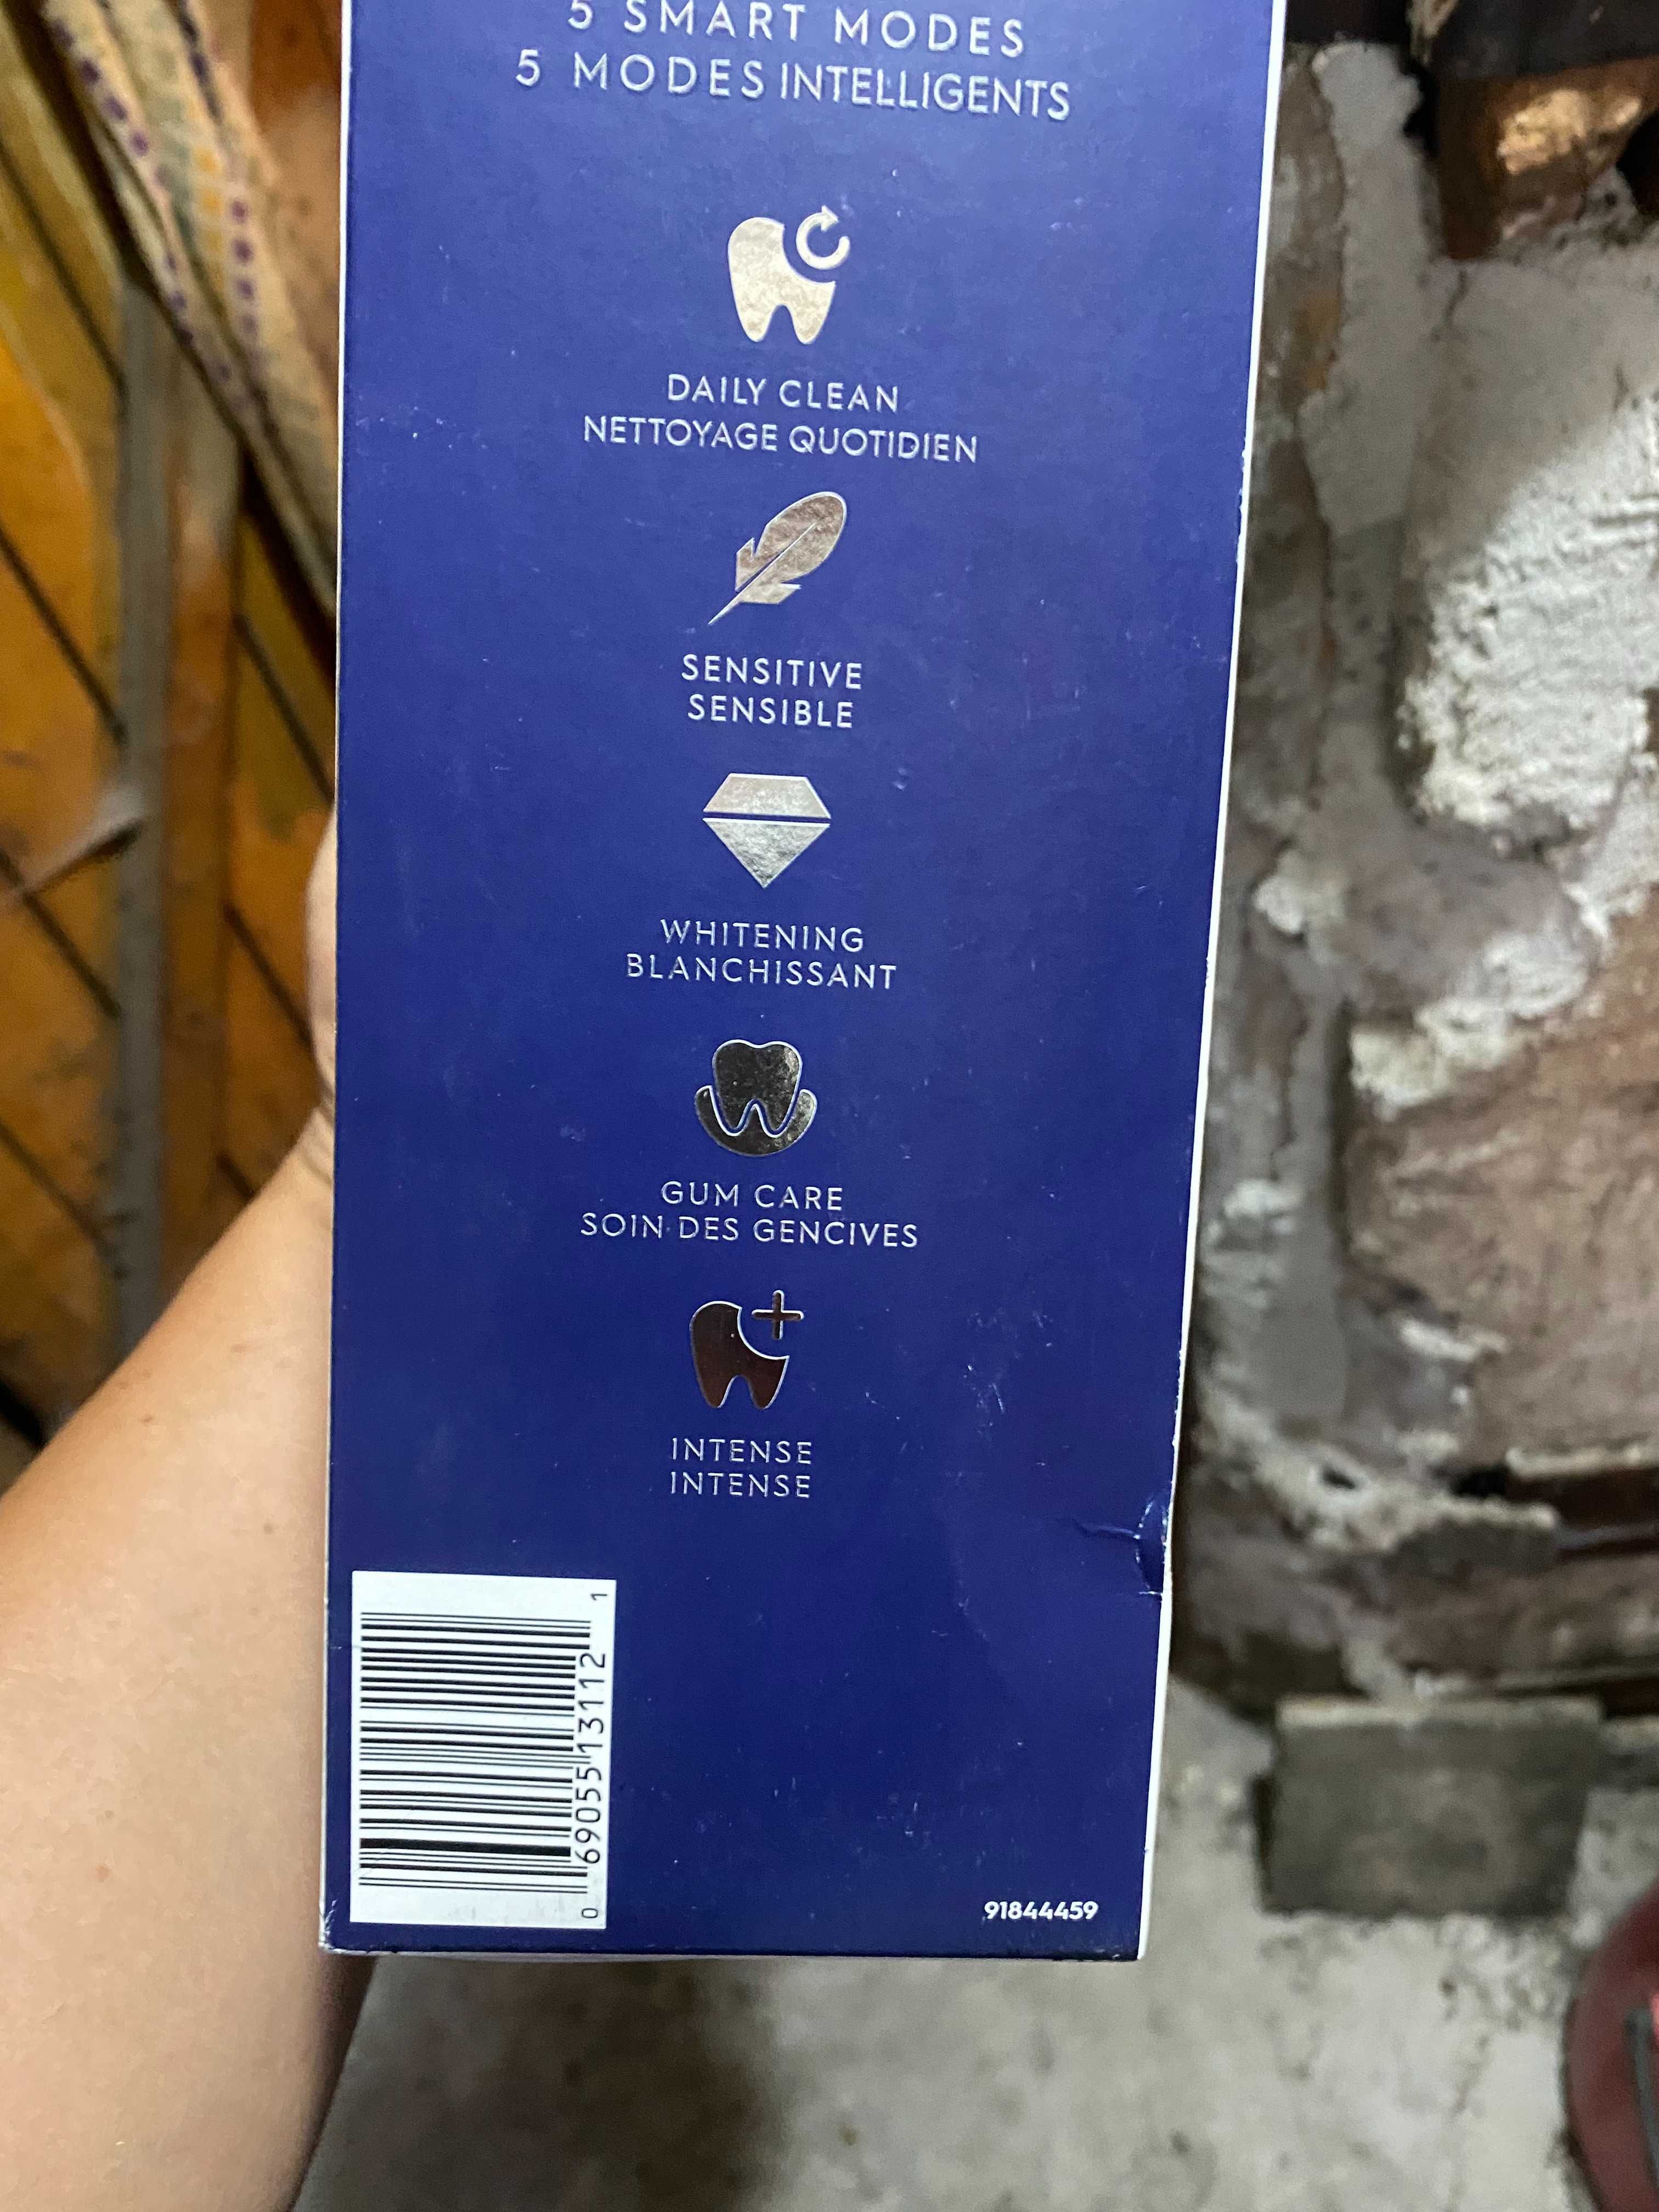 5 SMART MODES
5 MODES INTELLIGENTS
DAILY CLEAN
NETTOYAGE QUOTIDIEN
SENSITIVE
SENSIBLE
WHITENING
BLANCHISSANT
GUM CARE
SOIN DES GENCIVES
INTENSE
INTENSE
0 69055 13112 1
91844459